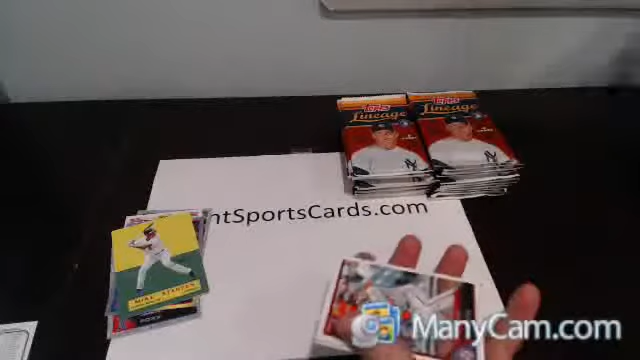 TOPPS
Lineage
TOPPS
Lineage
ntSportsCards.com
MIKE STANTON
ManyCam.com